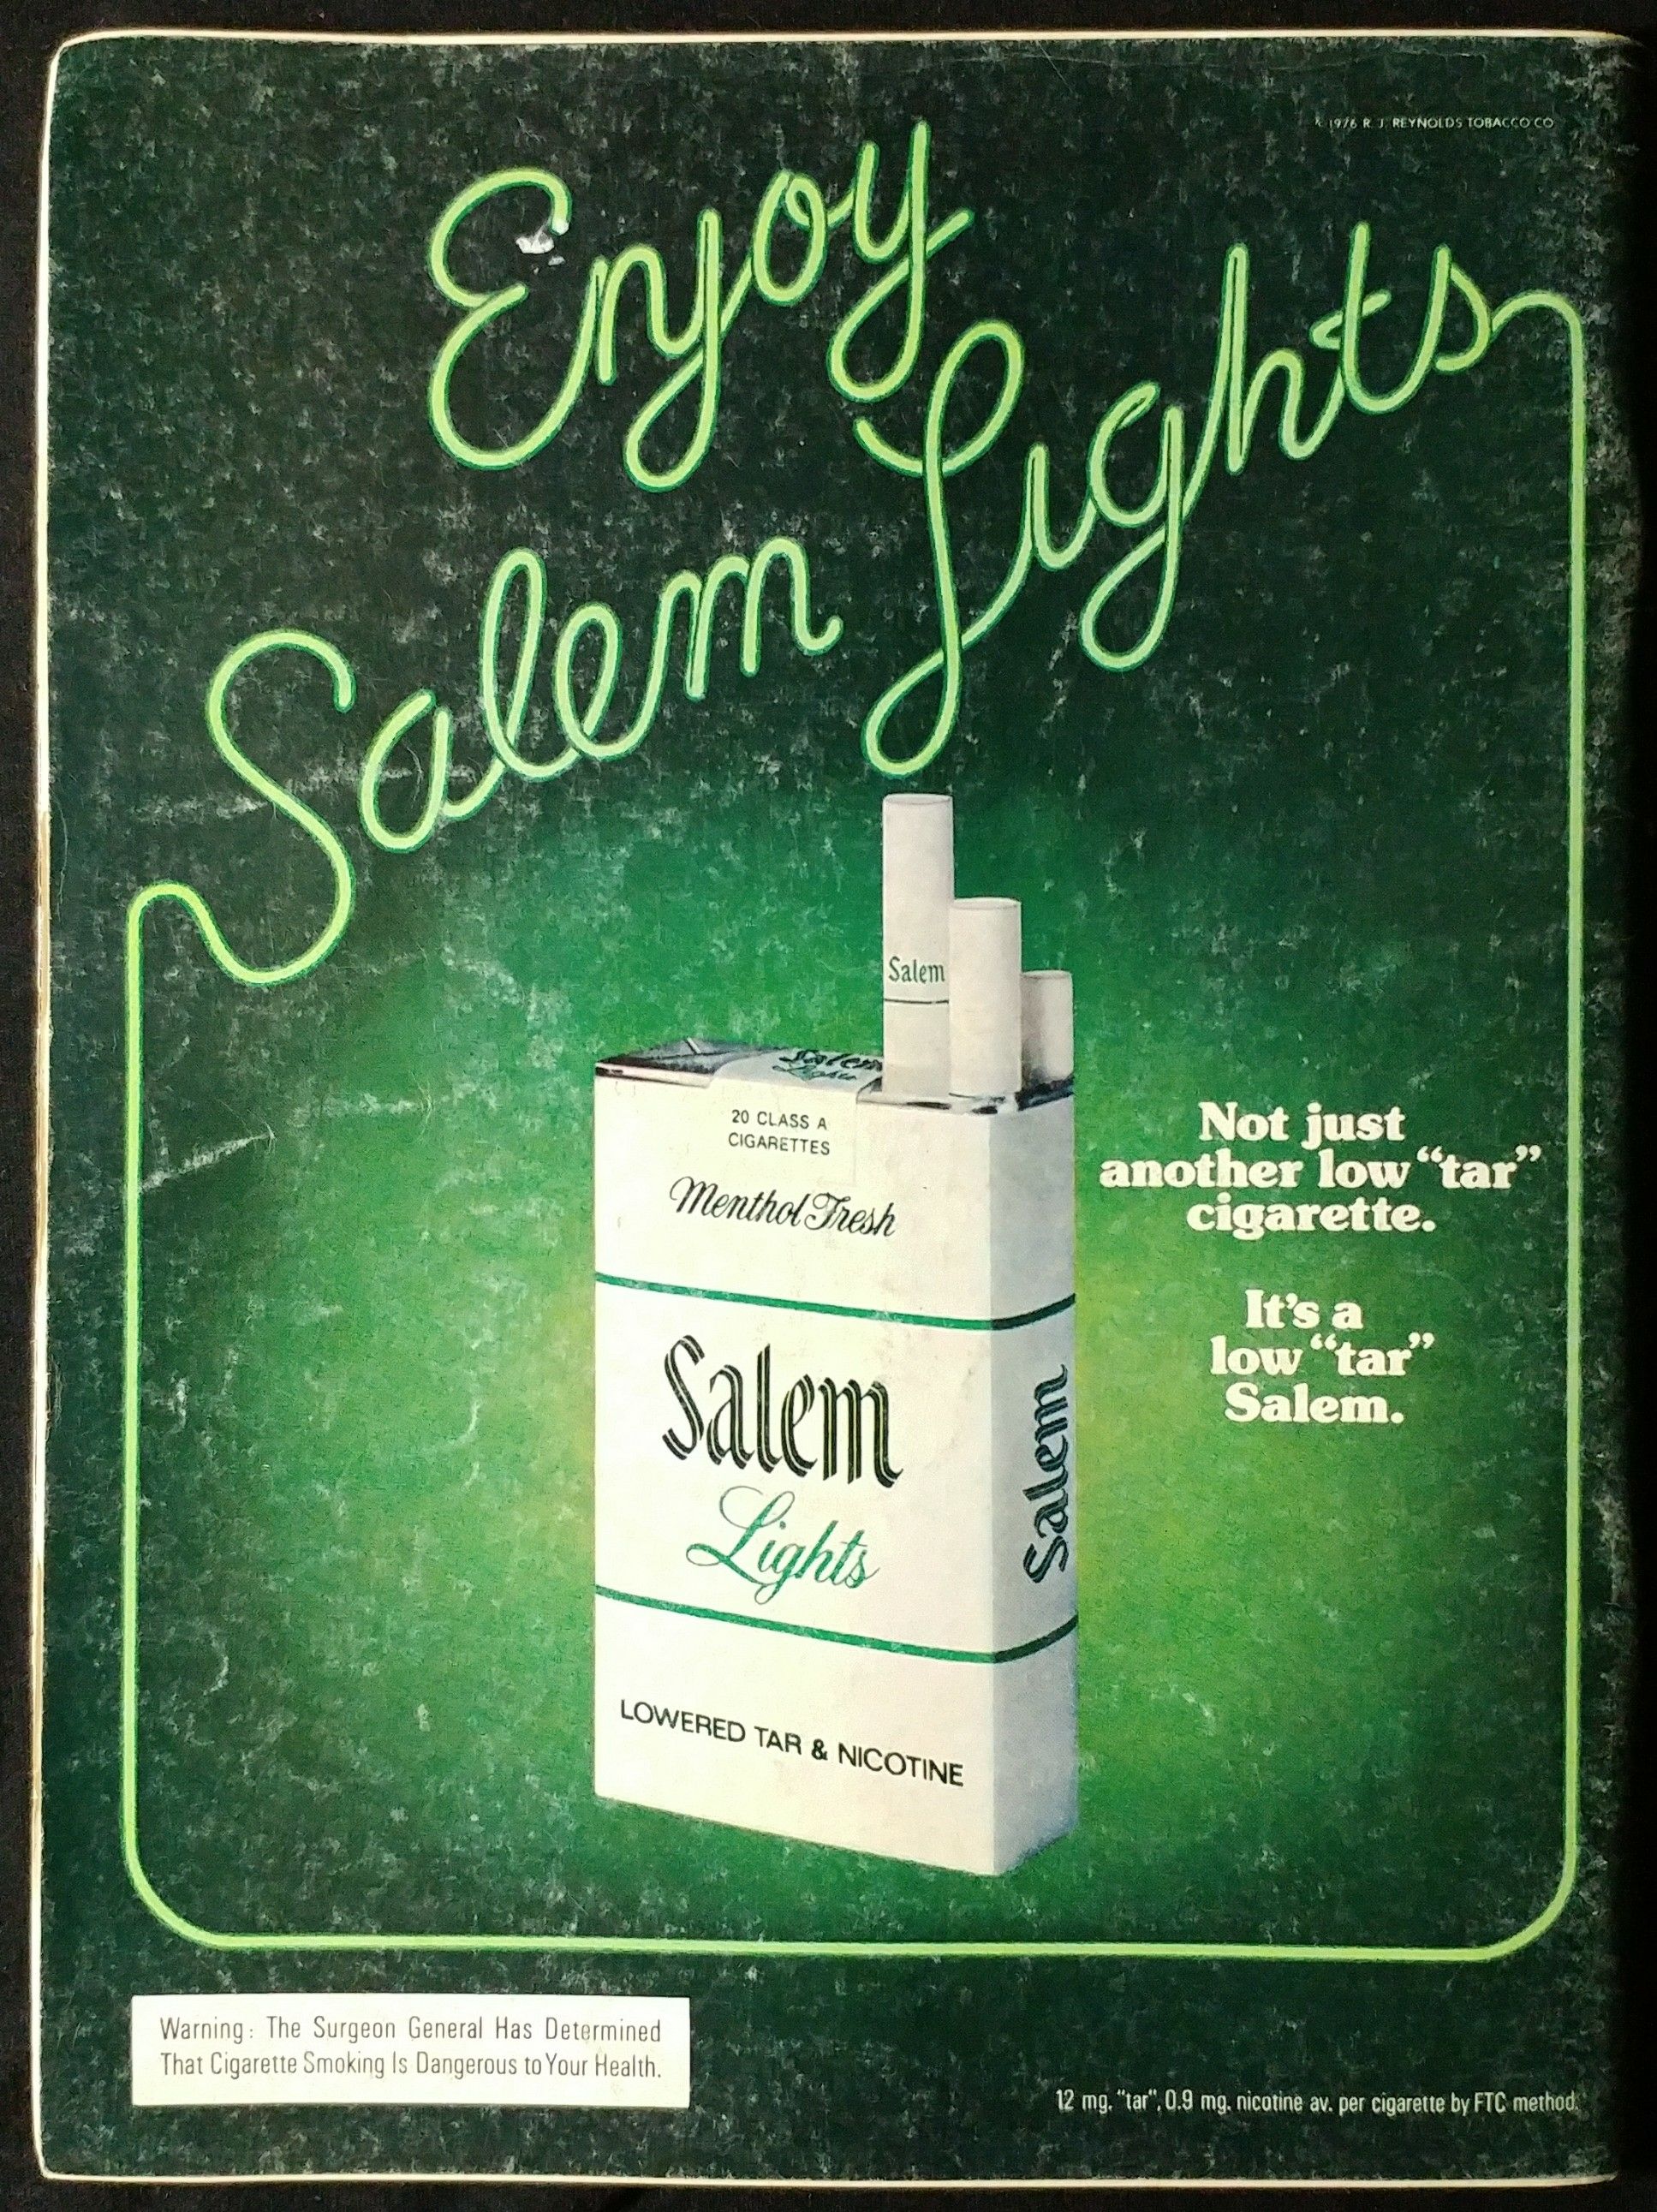 © 1976 R. J. REYNOLDS TOBACCO CO
Enjoy
Salem Lights
Salem
Salem
Lights
20 CLASS A
CIGARETTES
Menthol Fresh
Salem
Lights
LOWERED TAR & NICOTINE
Salem
Not just
another low “tar”
cigarette.
It’s a
low “tar”
Salem.
Warning: The Surgeon General Has Determined
That Cigarette Smoking Is Dangerous to Your Health.
12 mg. “tar”, 0.9 mg. nicotine av. per cigarette by FTC method.